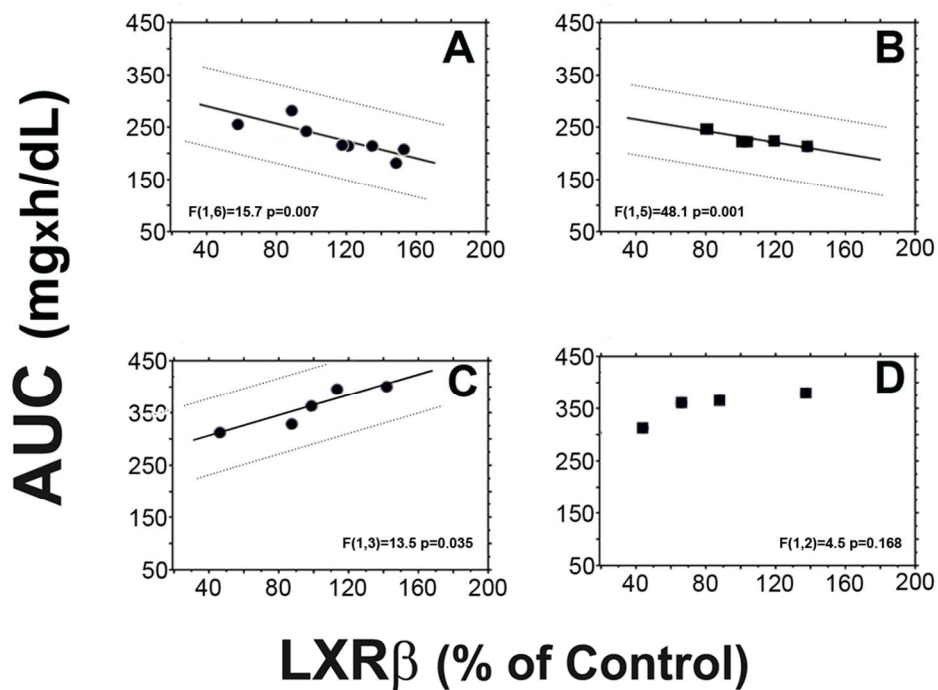 AUC (mgxh/dL)
A
450
350
250
150
50
F(1,6)=15.7 p=0.007
40 80 120 160 200
B
450
350
250
150
50
F(1,5)=48.1 p=0.001
40 80 120 160 200
C
450
350
250
150
50
F(1,3)=13.5 p=0.035
40 80 120 160 200
D
450
350
250
150
50
F(1,2)=4.5 p=0.168
40 80 120 160 200
LXRβ (% of Control)